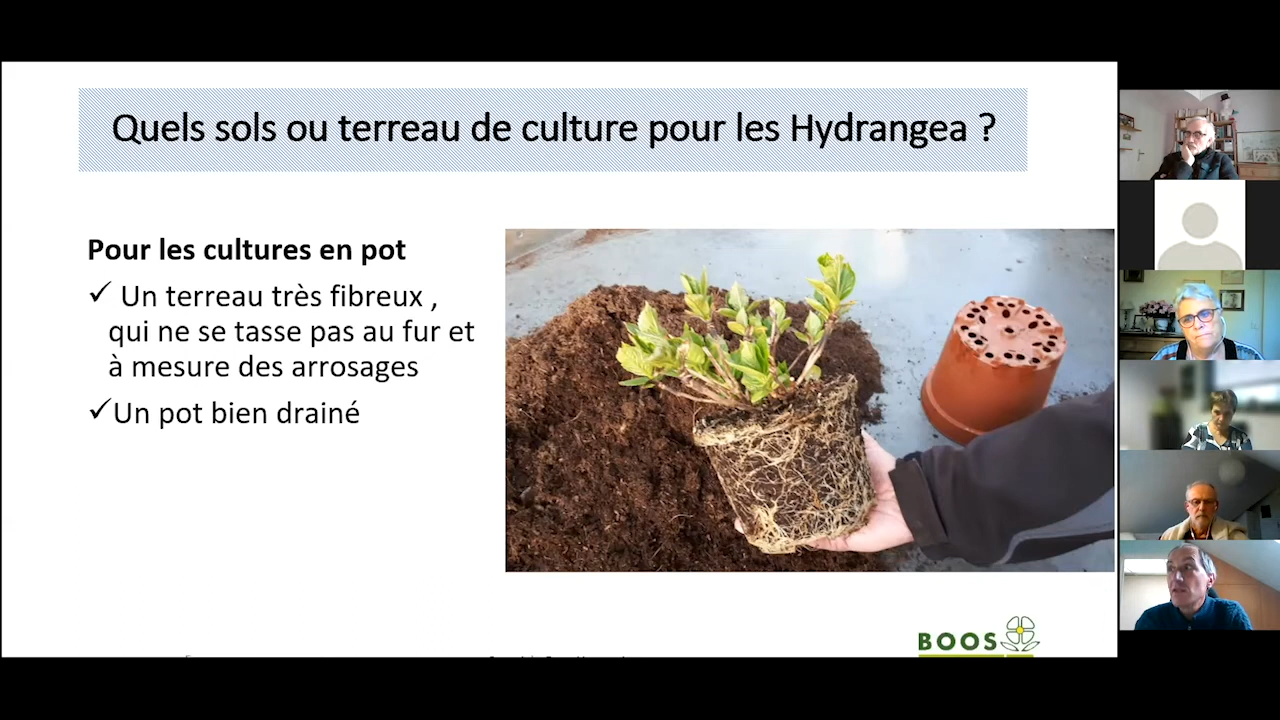 Quels sols ou terreau de culture pour les Hydrangea ?
Pour les cultures en pot
✓ Un terreau très fibreux ,
qui ne se tasse pas au fur et
à mesure des arrosages
✓Un pot bien drainé
BOOS